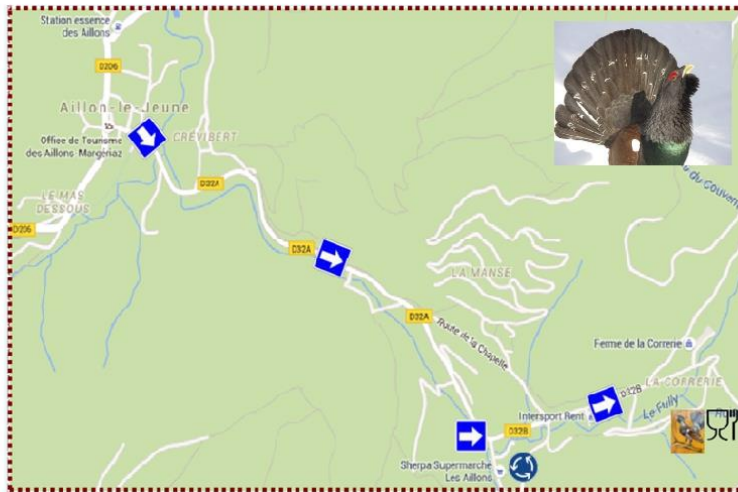 Station essence
des Aillons
D206
Aillon-le-Jeune
Office de Tourisme
des Aillons-Margériaz
CRÉVIBERT
LE MAS
DESSOUS
D32A
D206
D32A
LA MANSE
D32A
Route de la Chapelle
Ferme de la Correrie
LA CORRERIE
D32B
Intersport Rent
Le Fully
D32B
Sherpa Supermarche
Les Aillons